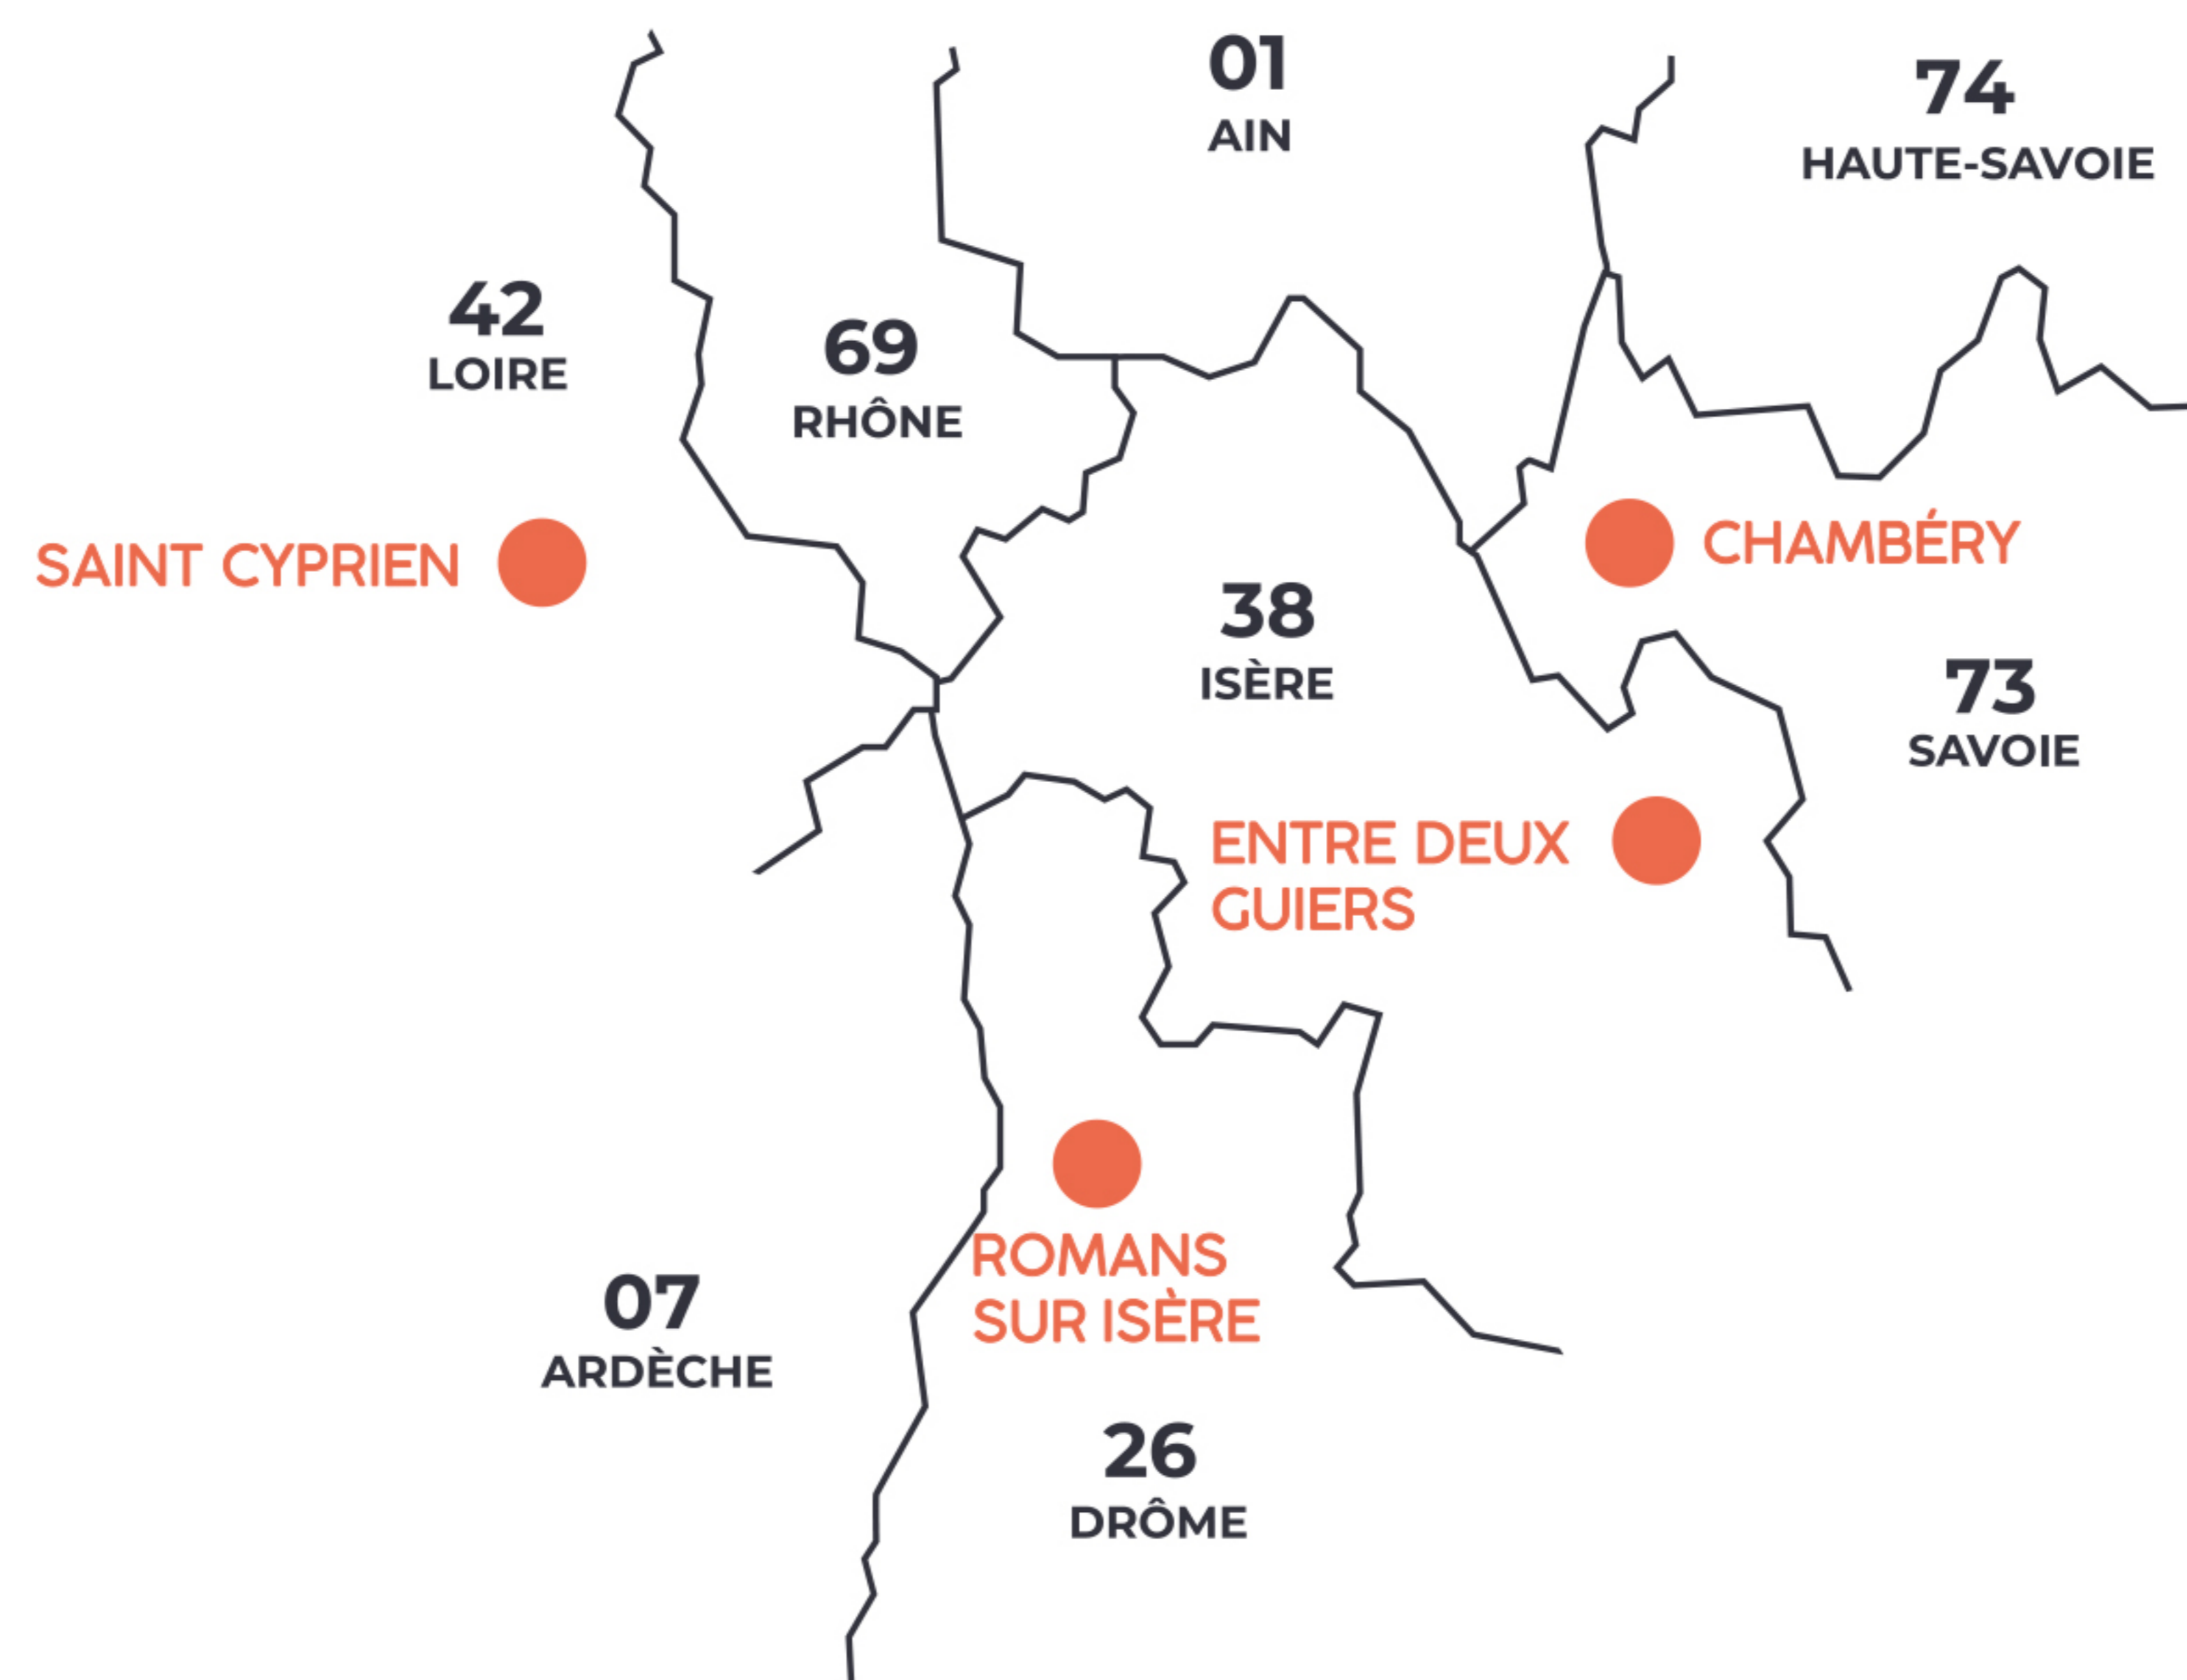 01
AIN
74
HAUTE-SAVOIE
42
LOIRE
69
RHÔNE
SAINT CYPRIEN
CHAMBÉRY
38
ISÈRE
73
SAVOIE
ENTRE DEUX
GUIERS
ROMANS
SUR ISÈRE
07
ARDÈCHE
26
DRÔME